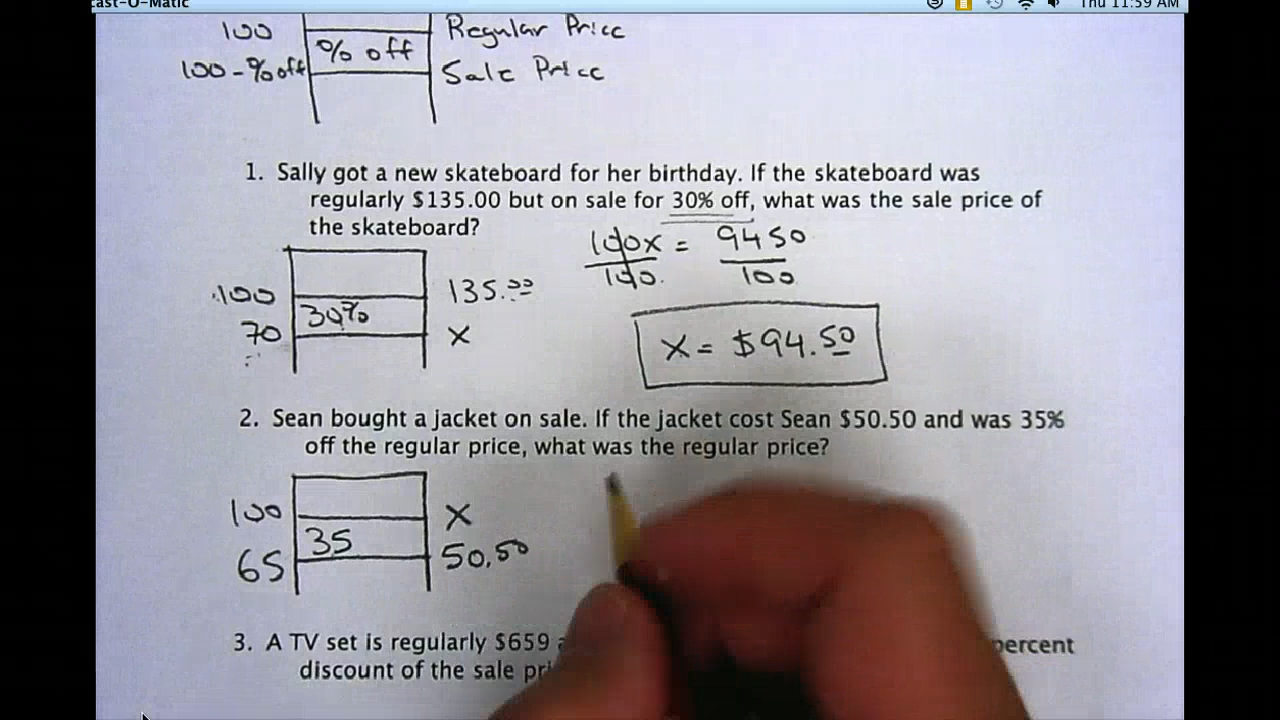 Thu 11:59 AM
100 Regular Price
% off
100-%off Sale Price
1. Sally got a new skateboard for her birthday. If the skateboard was
regularly $135.00 but on sale for 30% off, what was the sale price of
the skateboard?
100x = 9450
100 100
100 135.00
30%
70 x
x = $94.50
2. Sean bought a jacket on sale. If the jacket cost Sean $50.50 and was 35%
off the regular price, what was the regular price?
100 x
35
65 50.50
3. A TV set is regularly $659 percent
discount of the sale